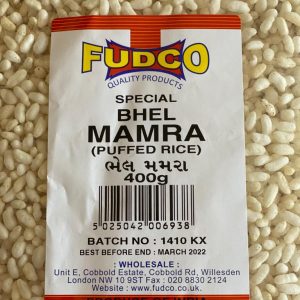 FUDCO
QUALITY PRODUCTS
SPECIAL
BHEL
MAMRA
(PUFFED RICE)
ભેલ મમરા
400g
5 025042 006938
BATCH NO : 1410 KX
BEST BEFORE END : MARCH 2022
: WHOLESALE :
Unit E, Cobbold Estate, Cobbold Rd, Willesden
London NW 10 9ST Fax : 020 8830 2124
http://www.fudco.uk